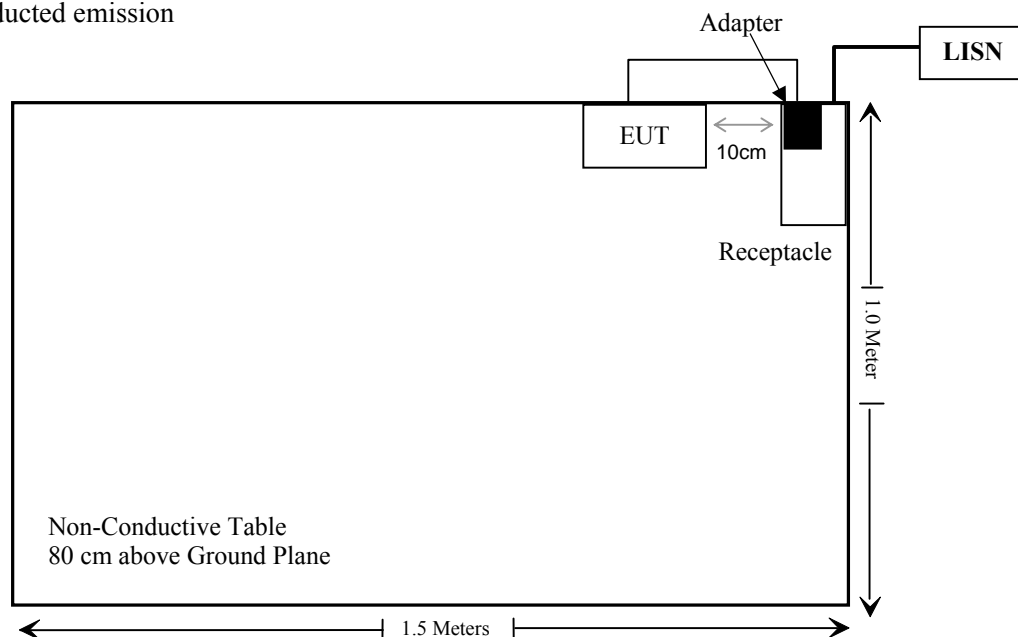 ducted emission
Adapter
LISN
EUT
10cm
Receptacle
1.0 Meter
Non-Conductive Table
80 cm above Ground Plane
1.5 Meters